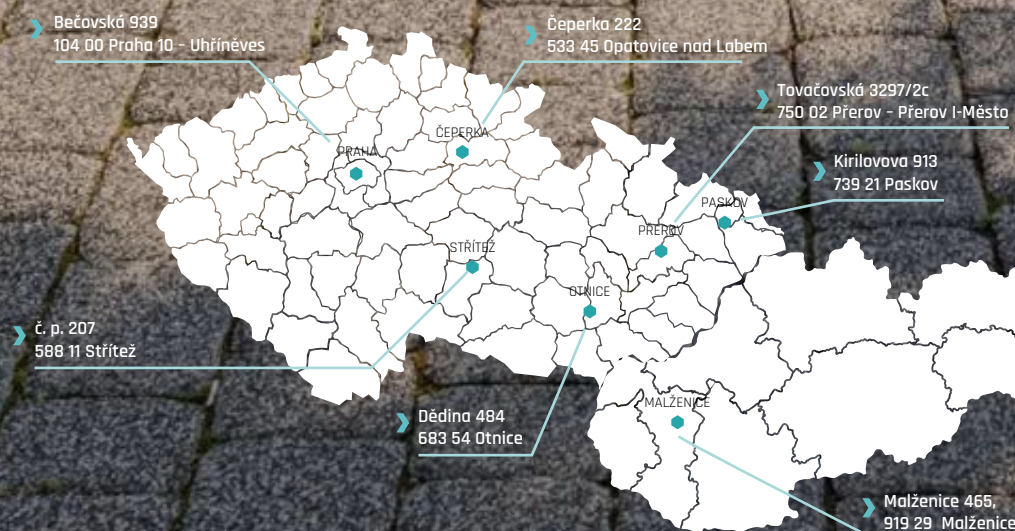 Bečovská 939
104 00 Praha 10 - Uhříněves
Čeperka 222
533 45 Opatovice nad Labem
Tovačovská 3297/2c
750 02 Přerov - Přerov I-Město
Kirilovova 913
739 21 Paskov
ČEPERKA
PRAHA
PASKOV
PŘEROV
STŘÍTEŽ
OTNICE
č. p. 207
588 11 Střítež
MALŽENICE
Dědina 484
683 54 Otnice
Malženice 465,
919 29 Malženice